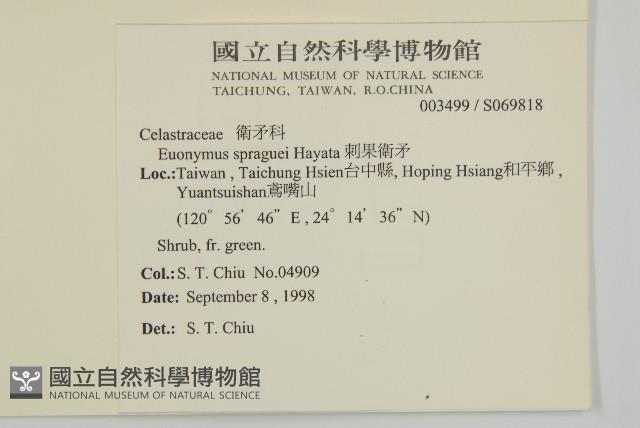 國立自然科學博物館
NATIONAL MUSEUM OF NATURAL SCIENCE
TAICHUNG, TAIWAN, R.O.CHINA
003499 / S069818
Celastraceae 衛矛科
Euonymus spraguei Hayata 刺果衛矛
Loc.:Taiwan , Taichung Hsien台中縣, Hoping Hsiang和平鄉 ,
Yuantsuishan鳶嘴山
(120° 56’ 46” E , 24° 14’ 36” N)
Shrub, fr. green.
Col.: S. T. Chiu No.04909
Date: September 8 , 1998
Det.: S. T. Chiu
國立自然科學博物館
NATIONAL MUSEUM OF NATURAL SCIENCE